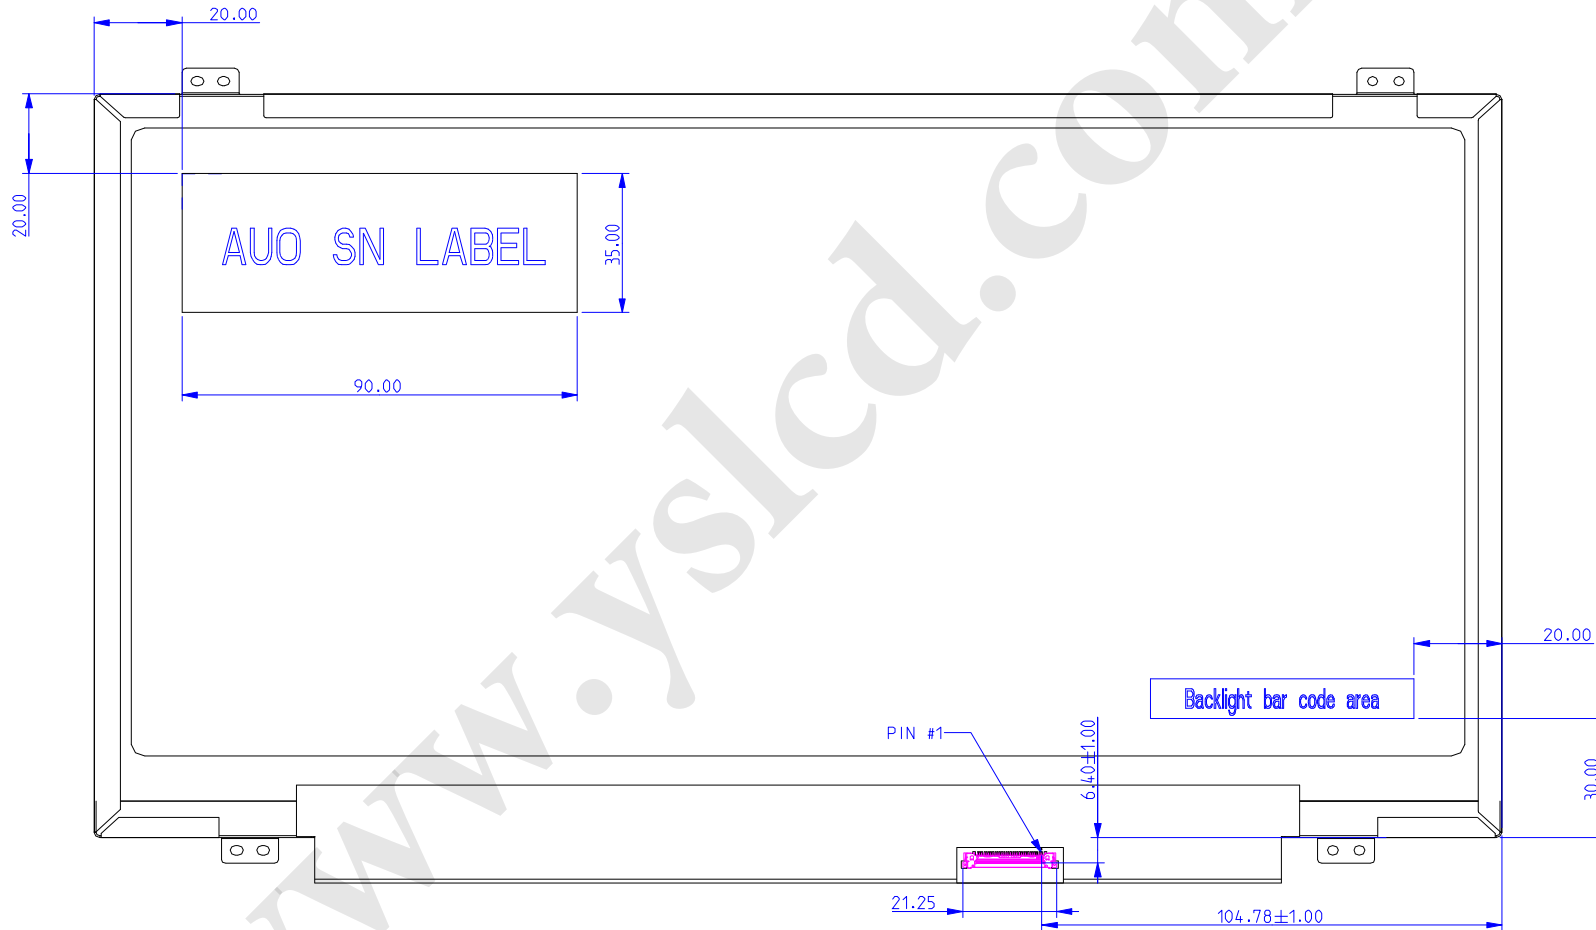 20.00
20.00
AUO SN LABEL
35.00
90.00
20.00
Backlight bar code area
PIN #1
6.40±1.00
30.00
21.25
104.78±1.00
www.yslcd.com